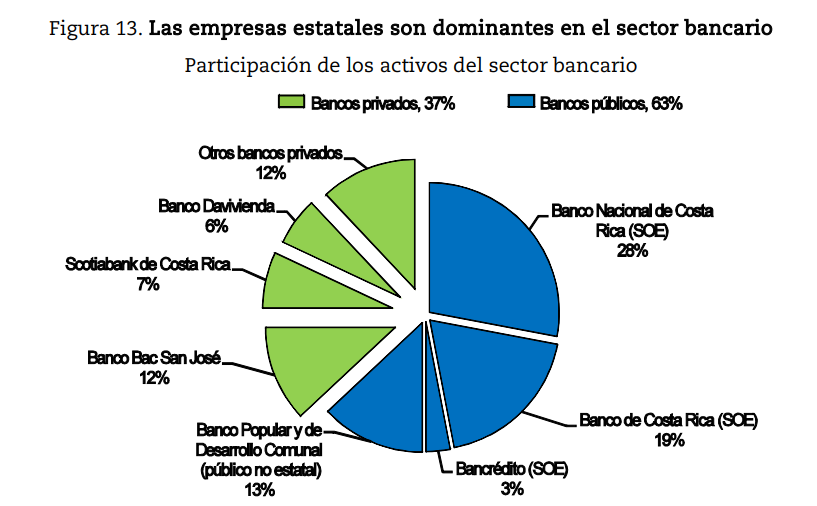 Figura 13. Las empresas estatales son dominantes en el sector bancario
Participación de los activos del sector bancario
Bancos privados, 37%
Bancos públicos, 63%
Otros bancos privados
12%
Banco Davivienda
6%
Scotiabank de Costa Rica
7%
Banco Bac San José
12%
Banco Popular y de
Desarrollo Comunal
(público no estatal)
13%
Banco Nacional de Costa
Rica (SOE)
28%
Banco de Costa Rica (SOE)
19%
Bancrédito (SOE)
3%